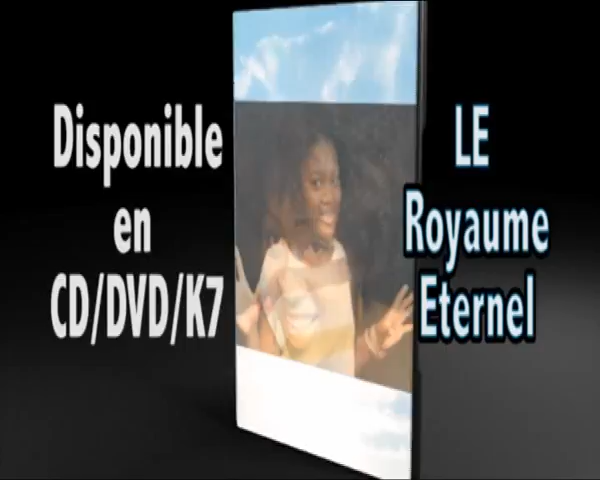 Disponible
en
CD/DVD/K7
LE
Royaume
Eternel